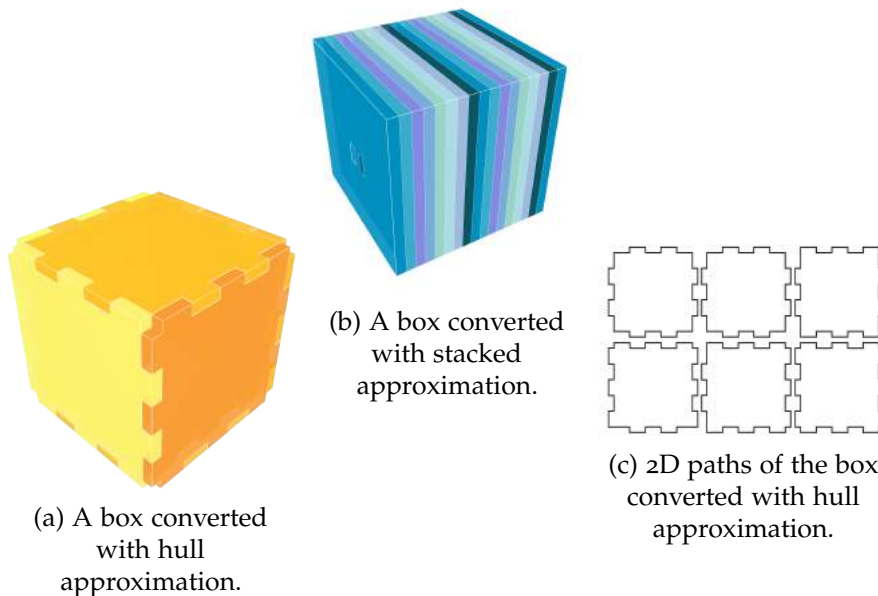 (a) A box converted
with hull
approximation.
(b) A box converted
with stacked
approximation.
(c) 2D paths of the box
converted with hull
approximation.